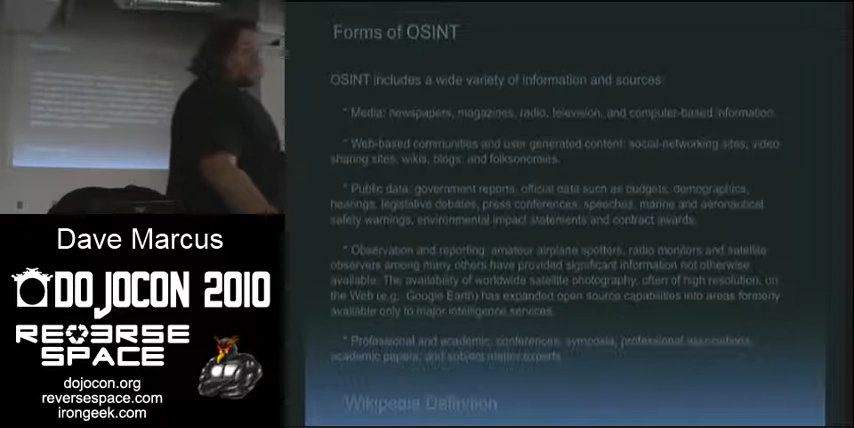 Forms of OSINT
OSINT includes a wide variety of information and sources:
* Media: newspapers, magazines, radio, television, and computer-based information.
* Web-based communities and user generated content: social-networking sites, video
sharing sites, wikis, blogs, and folksonomies.
* Public data: government reports, official data such as budgets, demographics,
hearings, legislative debates, press conferences, speeches, marine and aeronautical
safety warnings, environmental impact statements and contract awards.
* Observation and reporting: amateur airplane spotters, radio monitors and satellite
observers among many others have provided significant information not otherwise
available. The availability of worldwide satellite photography, often of high resolution, on
the Web (e.g. Google Earth) has expanded open source capabilities into areas formerly
available only to major intelligence services.
* Professional and academic: conferences, symposia, professional associations,
academic papers, and subject matter experts.
Wikipedia Definition
Dave Marcus
DOJOCON 2010
REVERSE
SPACE
dojocon.org
reversespace.com
irongeek.com